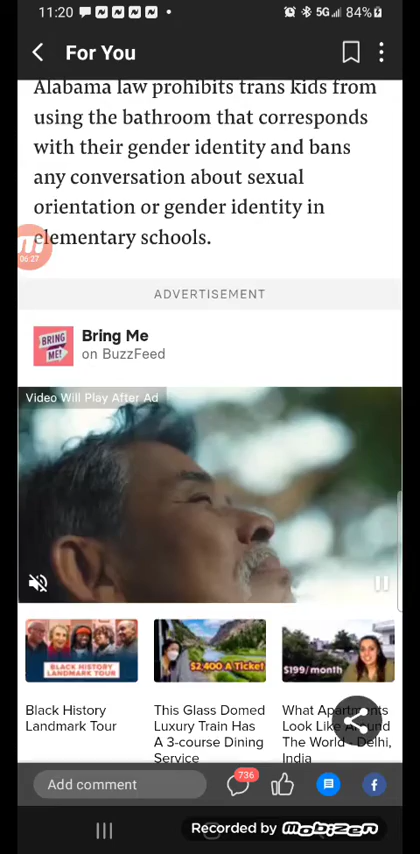 11:20
5G 84%
For You
Alabama law prohibits trans kids from
using the bathroom that corresponds
with their gender identity and bans
any conversation about sexual
orientation or gender identity in
elementary schools.
06:27
ADVERTISEMENT
BRING ME!
Bring Me
on BuzzFeed
Video Will Play After Ad
BLACK HISTORY
LANDMARK TOUR
$2,400 A Ticket
$199/month
Black History
Landmark Tour
This Glass Domed
Luxury Train Has
A 3-course Dining
Service
What Apartments
Look Like Around
The World - Delhi,
India
Add comment
736
Recorded by mobizen